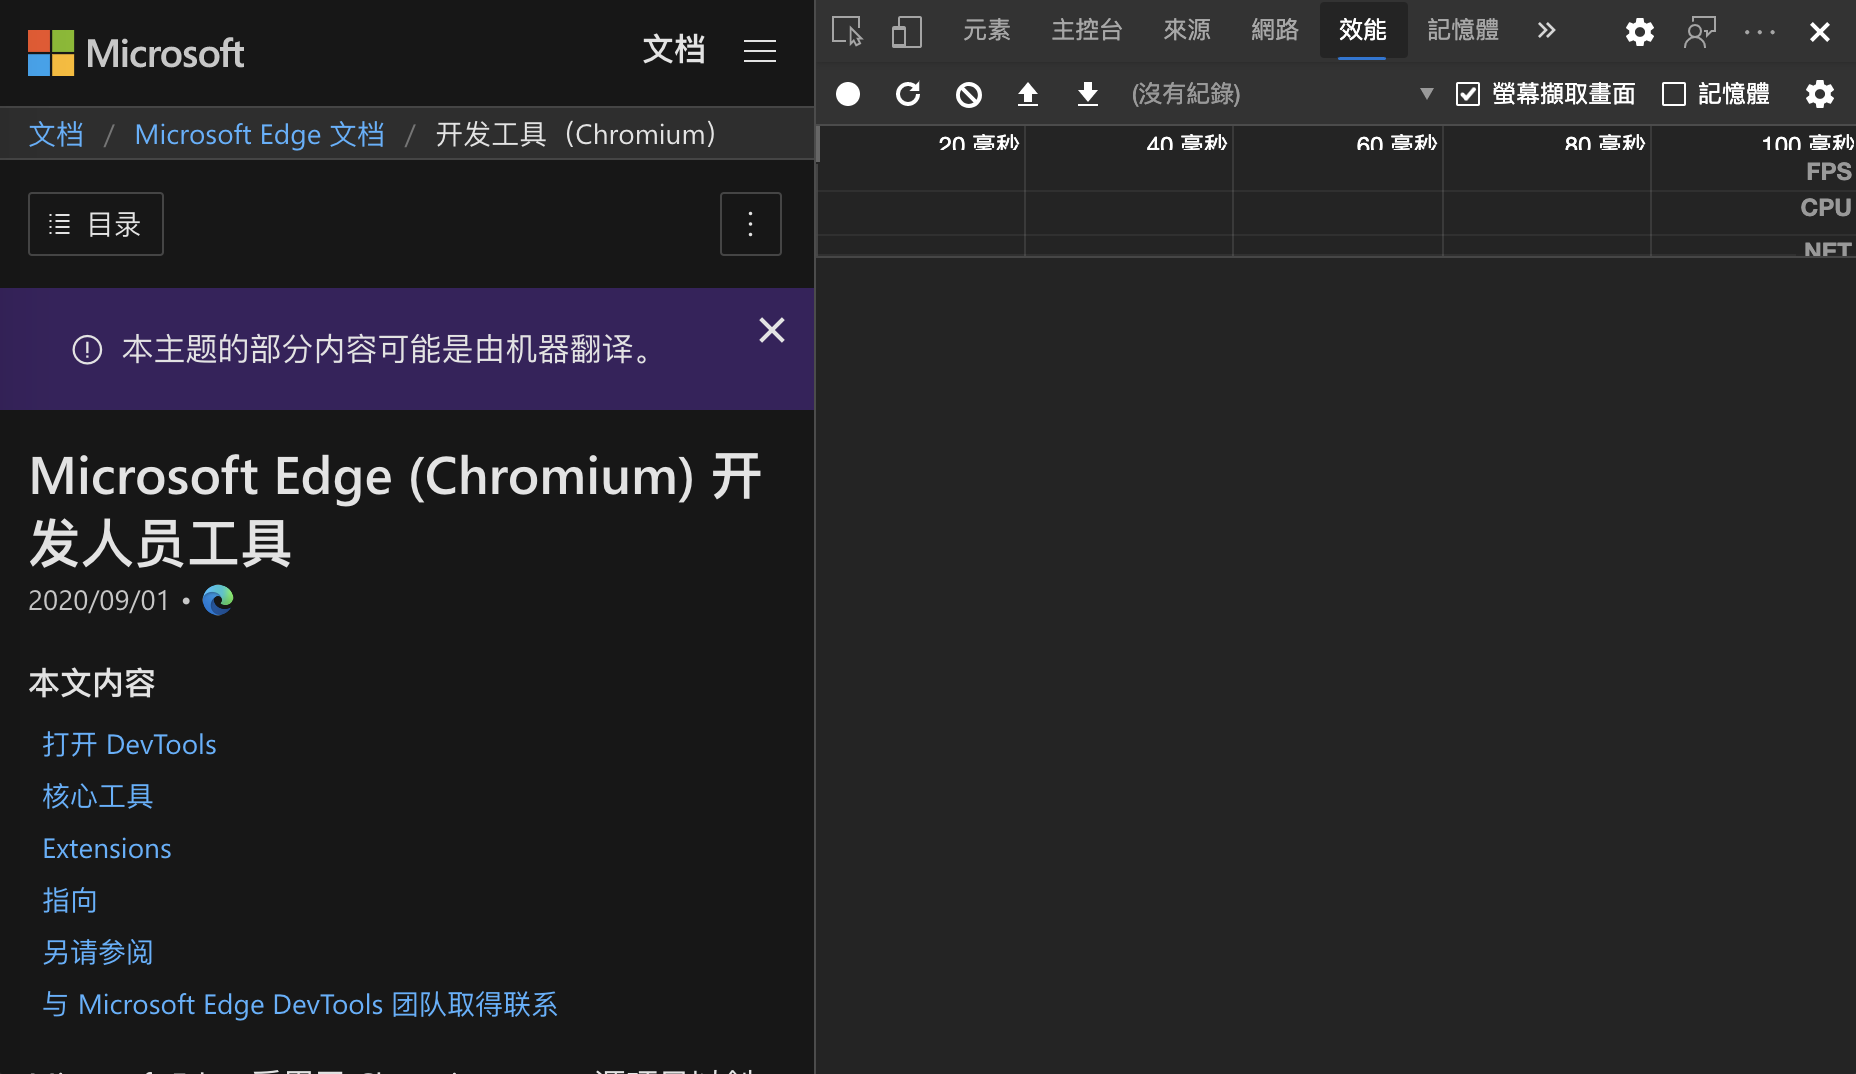 Microsoft
文档
文档 / Microsoft Edge 文档 / 开发工具（Chromium）
目录
本主题的部分内容可能是由机器翻译。
Microsoft Edge (Chromium) 开
发人员工具
2020/09/01 •
本文内容
打开 DevTools
核心工具
Extensions
指向
另请参阅
与 Microsoft Edge DevTools 团队取得联系
元素 主控台 來源 網路 效能 記憶體
(沒有紀錄) 螢幕擷取畫面 記憶體
20 毫秒 40 毫秒 60 毫秒 80 毫秒 100 毫秒
FPS
CPU
NET